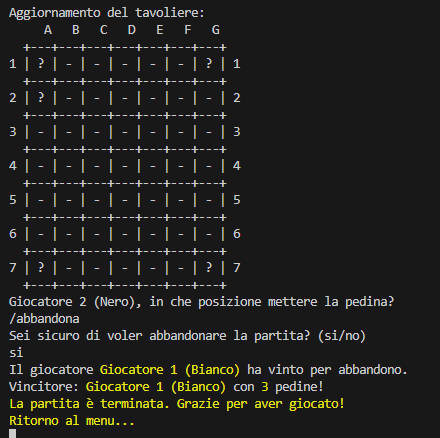 Aggiornamento del tavoliere:
    A   B   C   D   E   F   G
  +---+---+---+---+---+---+---+
1 | ? | - | - | - | - | - | ? | 1
  +---+---+---+---+---+---+---+
2 | ? | - | - | - | - | - | - | 2
  +---+---+---+---+---+---+---+
3 | - | - | - | - | - | - | - | 3
  +---+---+---+---+---+---+---+
4 | - | - | - | - | - | - | - | 4
  +---+---+---+---+---+---+---+
5 | - | - | - | - | - | - | - | 5
  +---+---+---+---+---+---+---+
6 | - | - | - | - | - | - | - | 6
  +---+---+---+---+---+---+---+
7 | ? | - | - | - | - | - | ? | 7
  +---+---+---+---+---+---+---+
Giocatore 2 (Nero), in che posizione mettere la pedina?
/abbandona
Sei sicuro di voler abbandonare la partita? (si/no)
si
Il giocatore Giocatore 1 (Bianco) ha vinto per abbandono.
Vincitore: Giocatore 1 (Bianco) con 3 pedine!
La partita è terminata. Grazie per aver giocato!
Ritorno al menu...